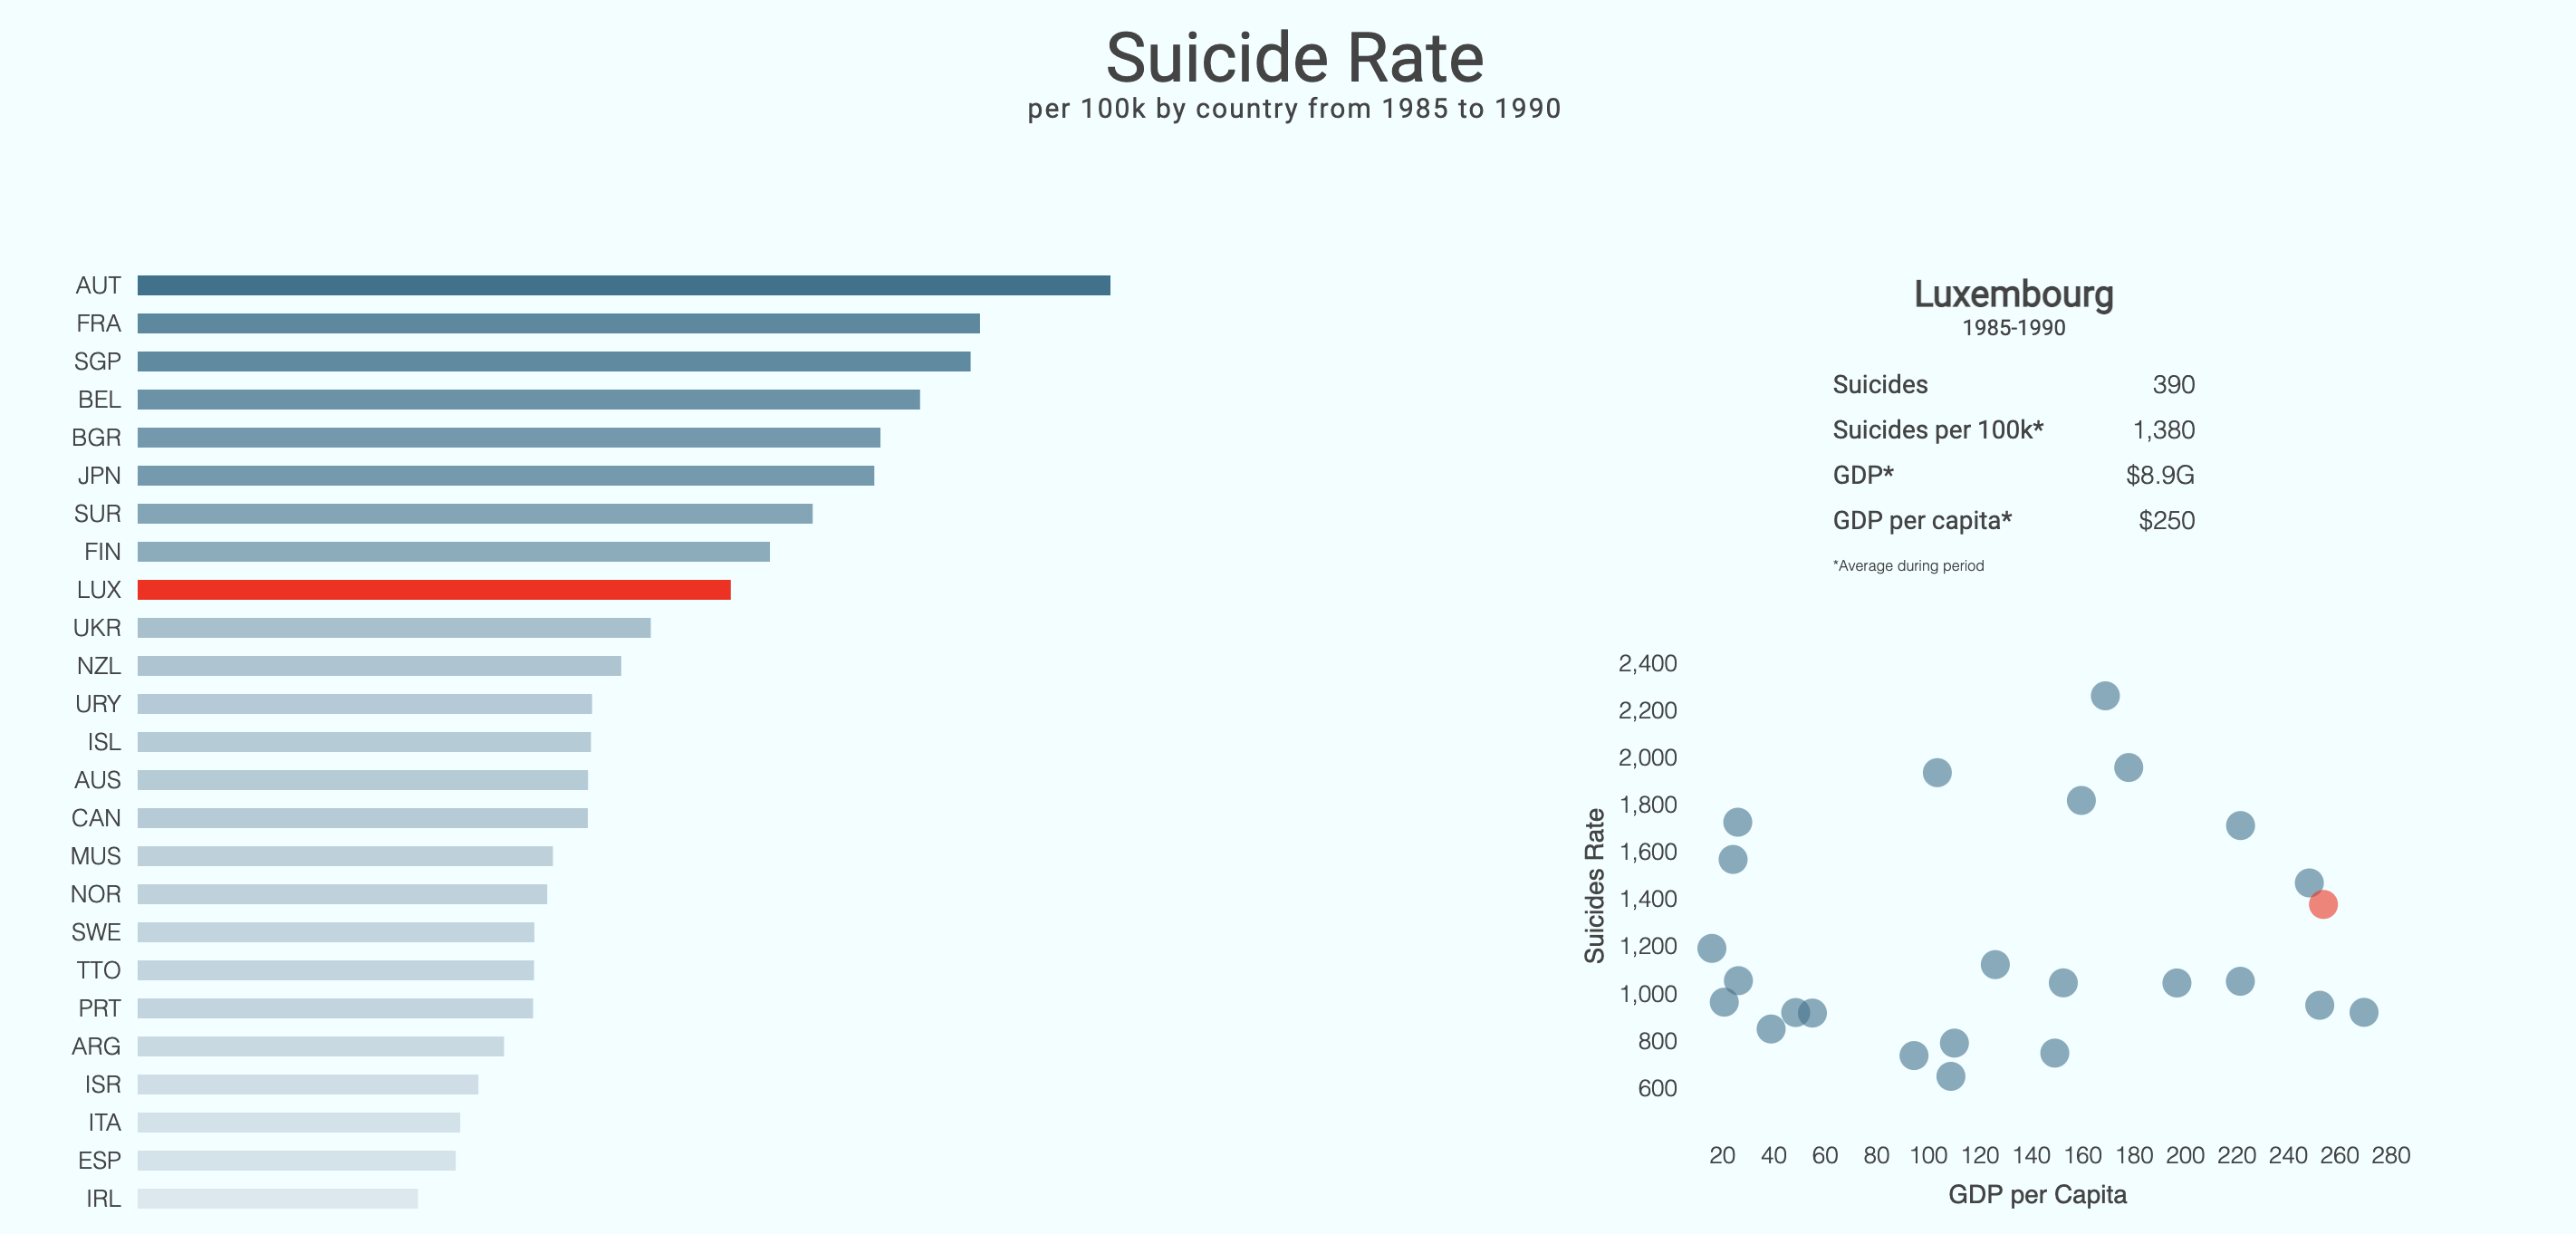 Suicide Rate
per 100k by country from 1985 to 1990
AUT
FRA
SGP
BEL
BGR
JPN
SUR
FIN
LUX
UKR
NZL
URY
ISL
AUS
CAN
MUS
NOR
SWE
TTO
PRT
ARG
ISR
ITA
ESP
IRL
Luxembourg
1985-1990
Suicides 390
Suicides per 100k* 1,380
GDP* $8.9G
GDP per capita* $250
*Average during period
Suicides Rate
2,400
2,200
2,000
1,800
1,600
1,400
1,200
1,000
800
600
20 40 60 80 100 120 140 160 180 200 220 240 260 280
GDP per Capita